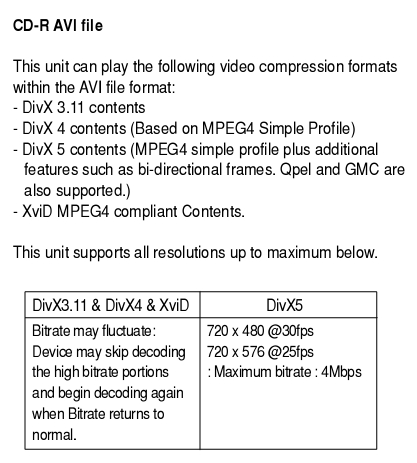 CD-R AVI file
This unit can play the following video compression formats
within the AVI file format:
- DivX 3.11 contents
- DivX 4 contents (Based on MPEG4 Simple Profile)
- DivX 5 contents (MPEG4 simple profile plus additional
features such as bi-directional frames. Qpel and GMC are
also supported.)
- XviD MPEG4 compliant Contents.
This unit supports all resolutions up to maximum below.
DivX3.11 & DivX4 & XviD
Bitrate may fluctuate:
Device may skip decoding
the high bitrate portions
and begin decoding again
when Bitrate returns to
normal.
DivX5
720 x 480 @30fps
720 x 576 @25fps
: Maximum bitrate : 4Mbps